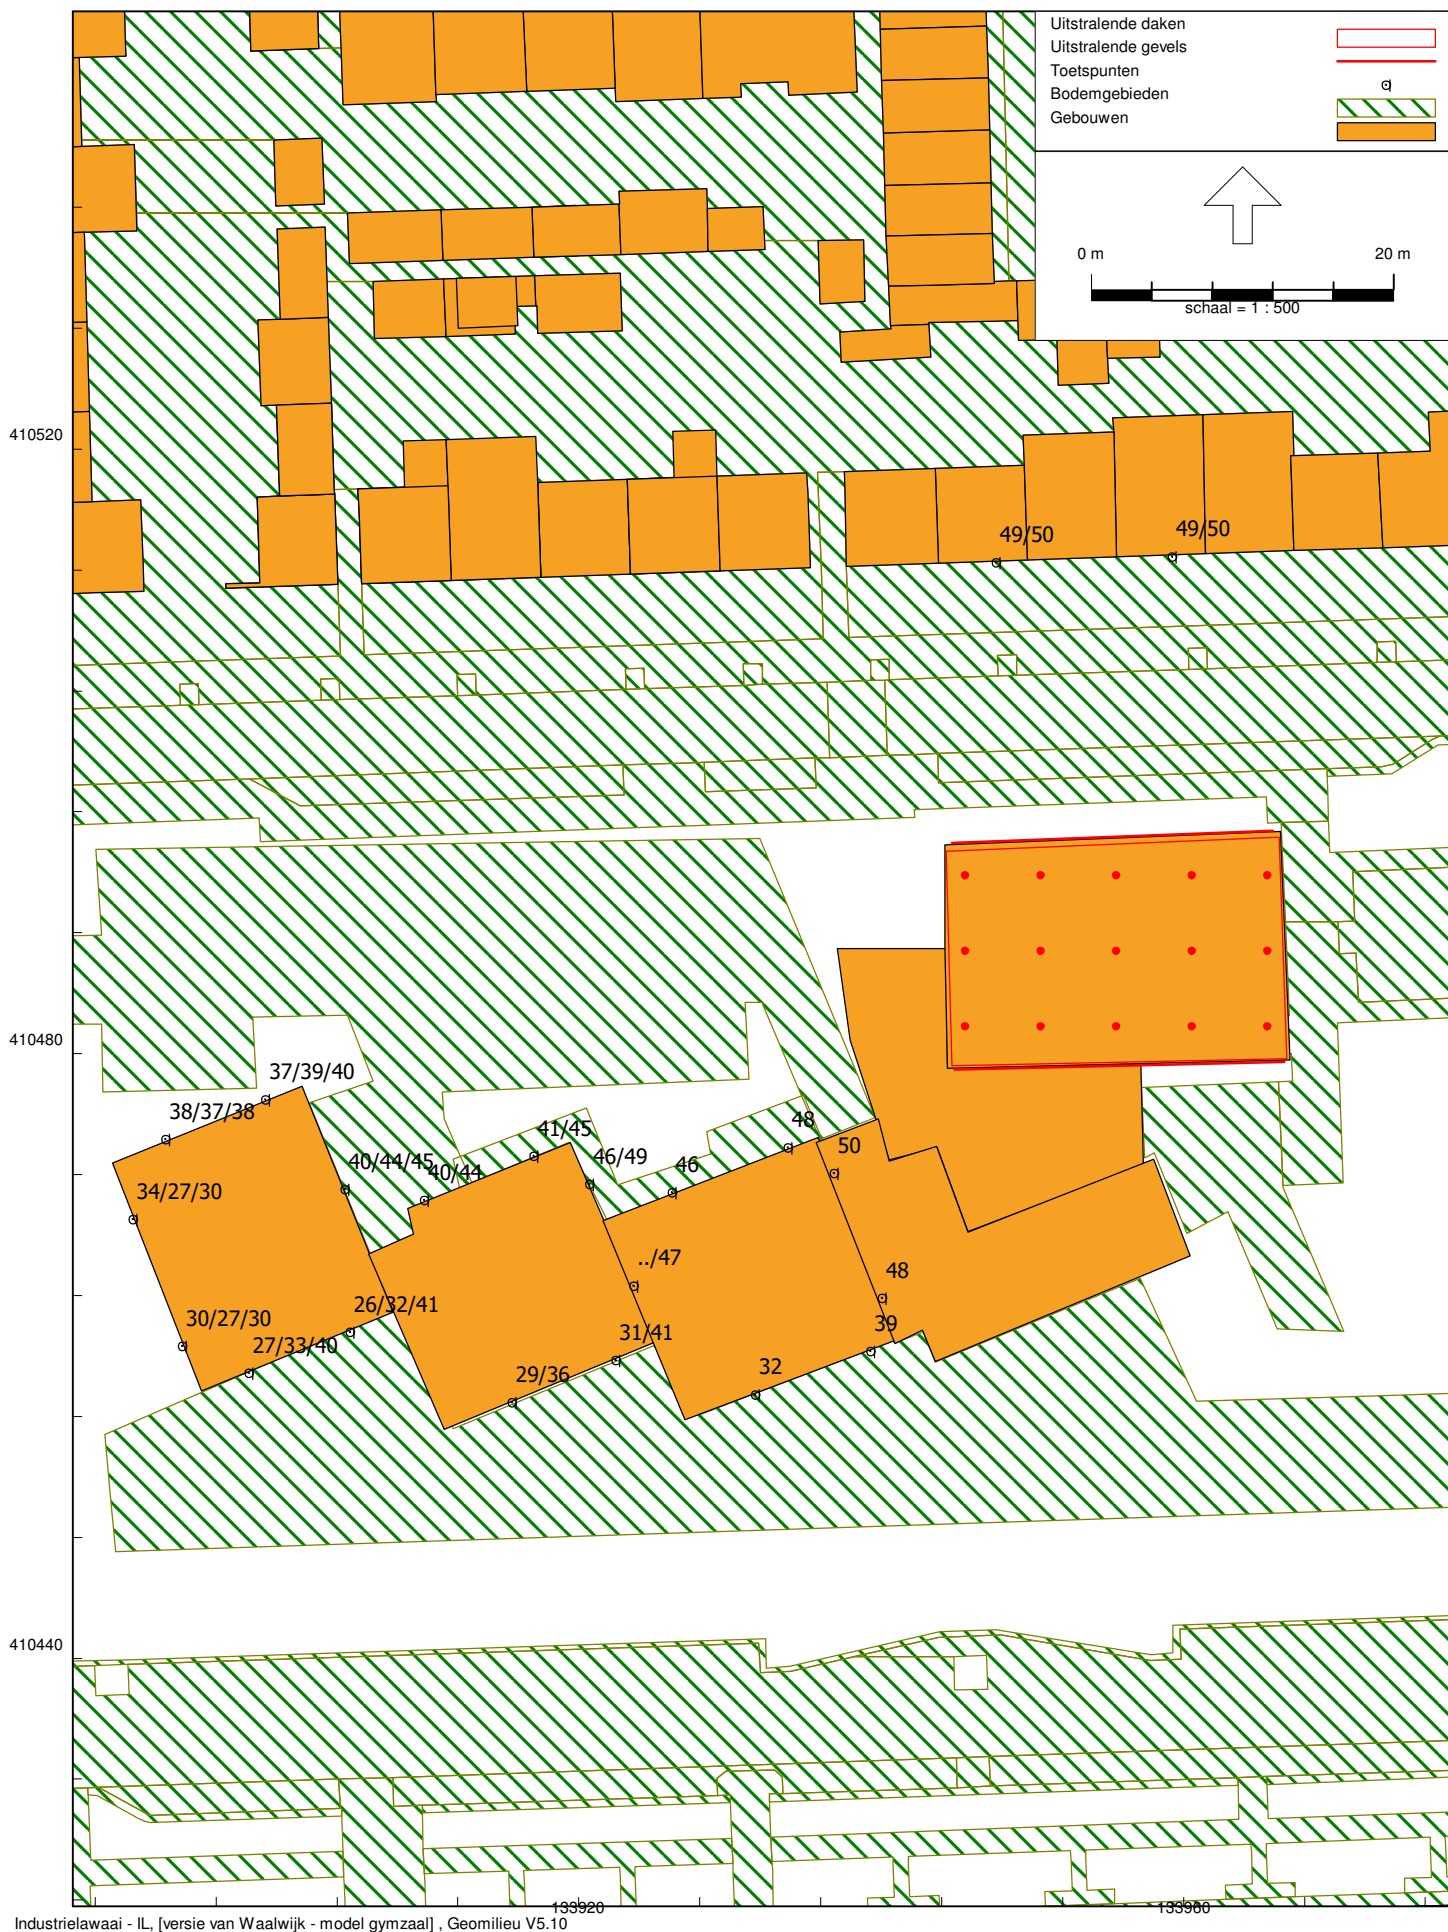 Uitstralende daken
Uitstralende gevels
Toetspunten
Bodemgebieden
Gebouwen
0 m
20 m
schaal = 1 : 500
410520
49/50
49/50
410480
37/39/40
38/37/38
41/45
48
50
40/44/45
40/44
46/49
46
34/27/30
../47
48
30/27/30
26/32/41
27/33/40
31/41
39
29/36
32
410440
133920
133960
Industrielawaai - IL, [versie van Waalwijk - model gymzaal] , Geomilieu V5.10